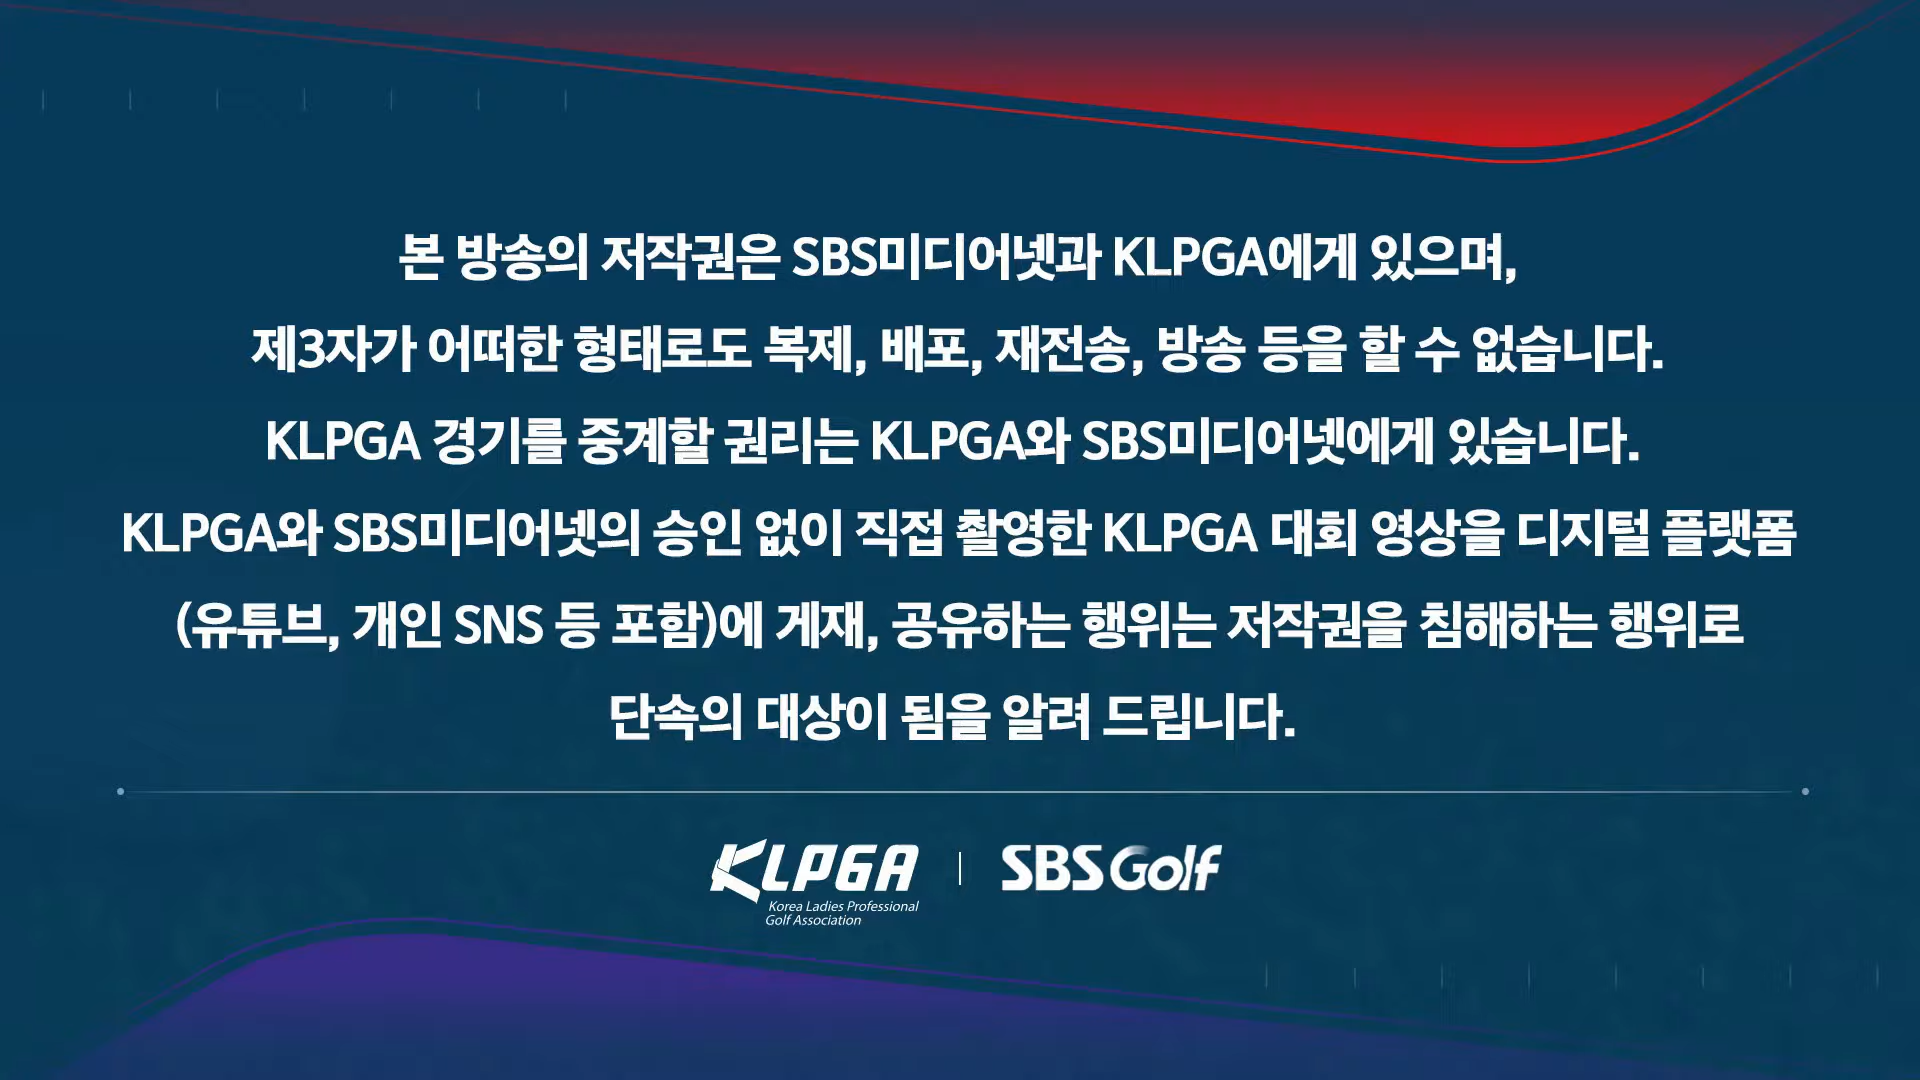 본 방송의 저작권은 SBS미디어넷과 KLPGA에게 있으며,
제3자가 어떠한 형태로도 복제, 배포, 재전송, 방송 등을 할 수 없습니다.
KLPGA 경기를 중계할 권리는 KLPGA와 SBS미디어넷에게 있습니다.
KLPGA와 SBS미디어넷의 승인 없이 직접 촬영한 KLPGA 대회 영상을 디지털 플랫폼
(유튜브, 개인 SNS 등 포함)에 게재, 공유하는 행위는 저작권을 침해하는 행위로
단속의 대상이 됨을 알려 드립니다.
KLPGA
Korea Ladies Professional
Golf Association
SBS Golf